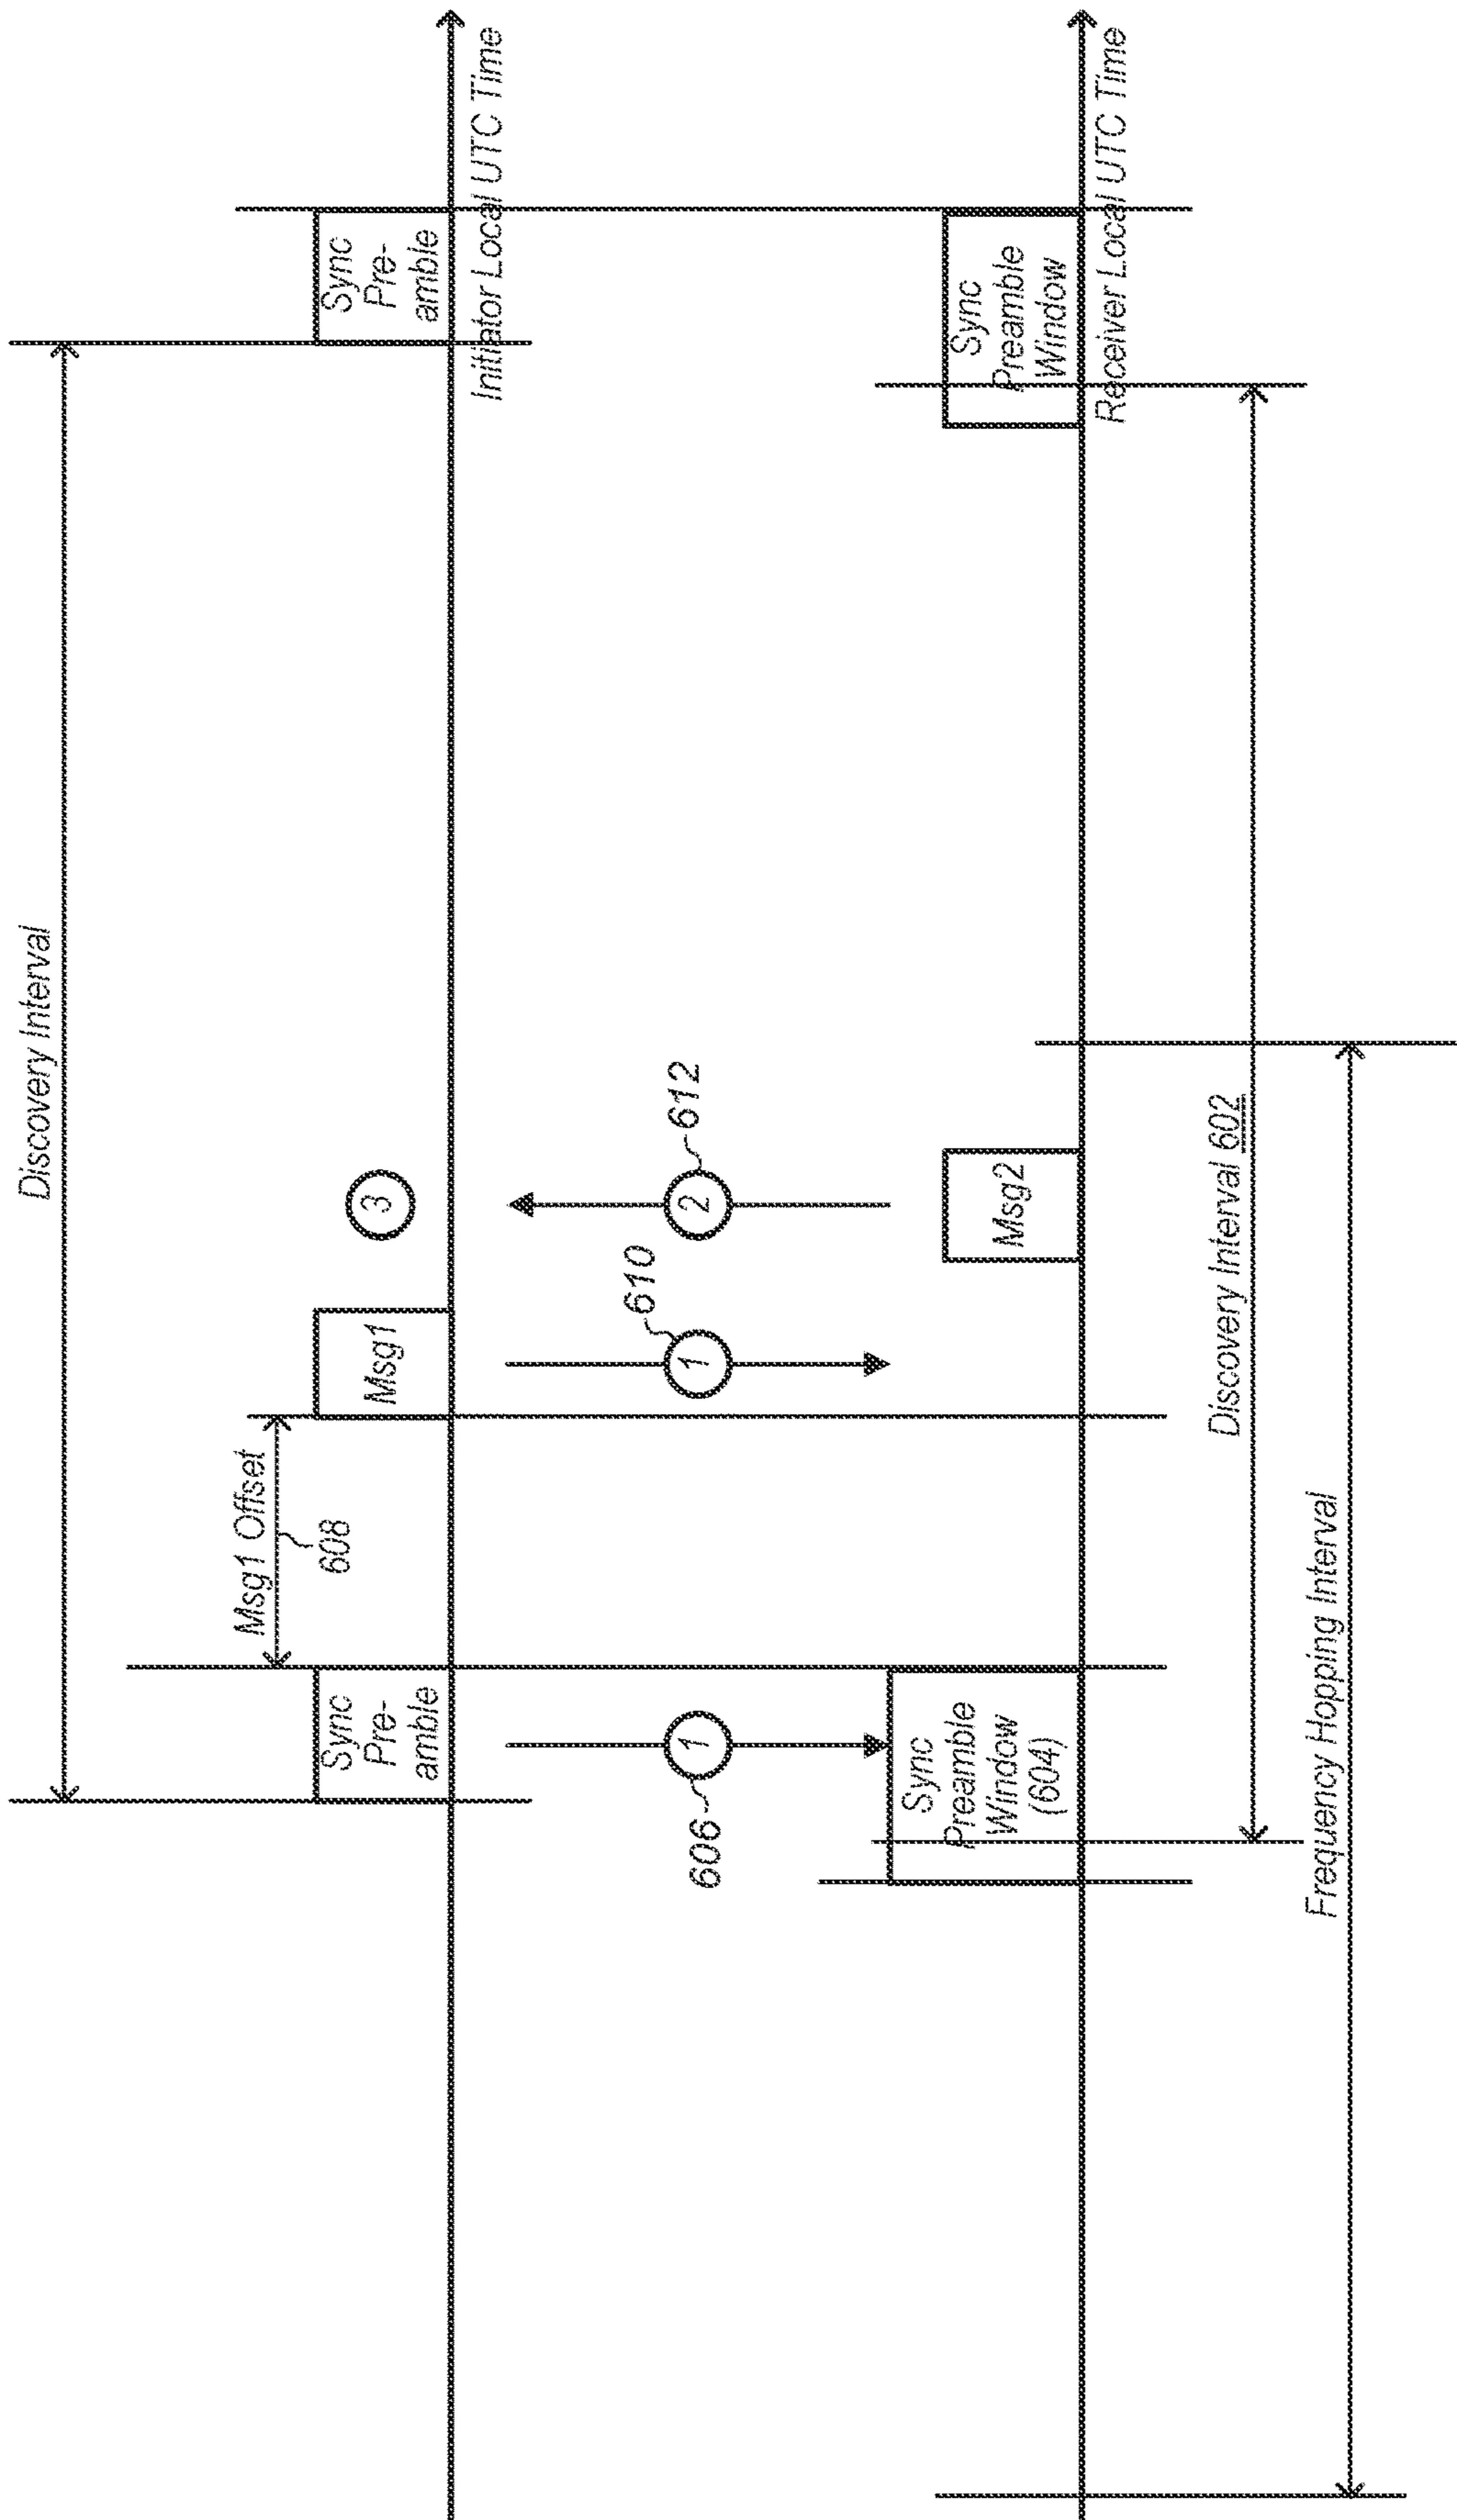 Discovery Interval
Msg1 Offset
608
Sync
Pre-
amble
Msg1
3
Sync
Pre-
amble
Initiator Local UTC Time
606
1
610
1
2
612
Sync
Preamble
Window
(604)
Msg2
Sync
Preamble
Window
Receiver Local UTC Time
Discovery Interval 602
Frequency Hopping Interval